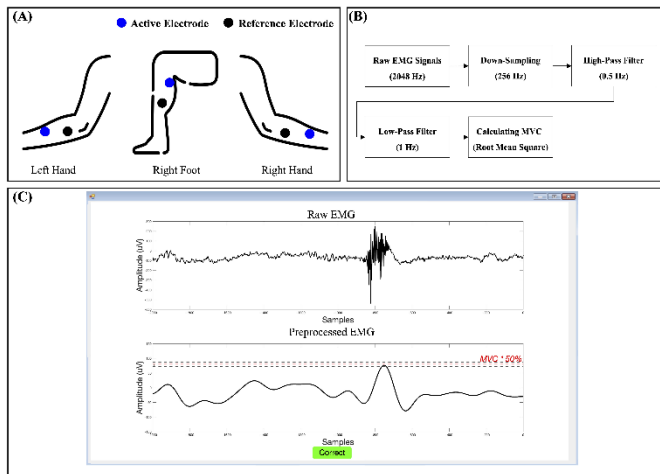 (A)
Active Electrode
Reference Electrode
Left Hand
Right Foot
Right Hand
(B)
Raw EMG Signals
(2048 Hz)
Down-Sampling
(256 Hz)
High-Pass Filter
(0.5 Hz)
Low-Pass Filter
(1 Hz)
Calculating MVC
(Root Mean Square)
(C)
Raw EMG
Amplitude (uV)
Samples
Preprocessed EMG
MVC * 50%
Amplitude (uV)
Samples
Correct